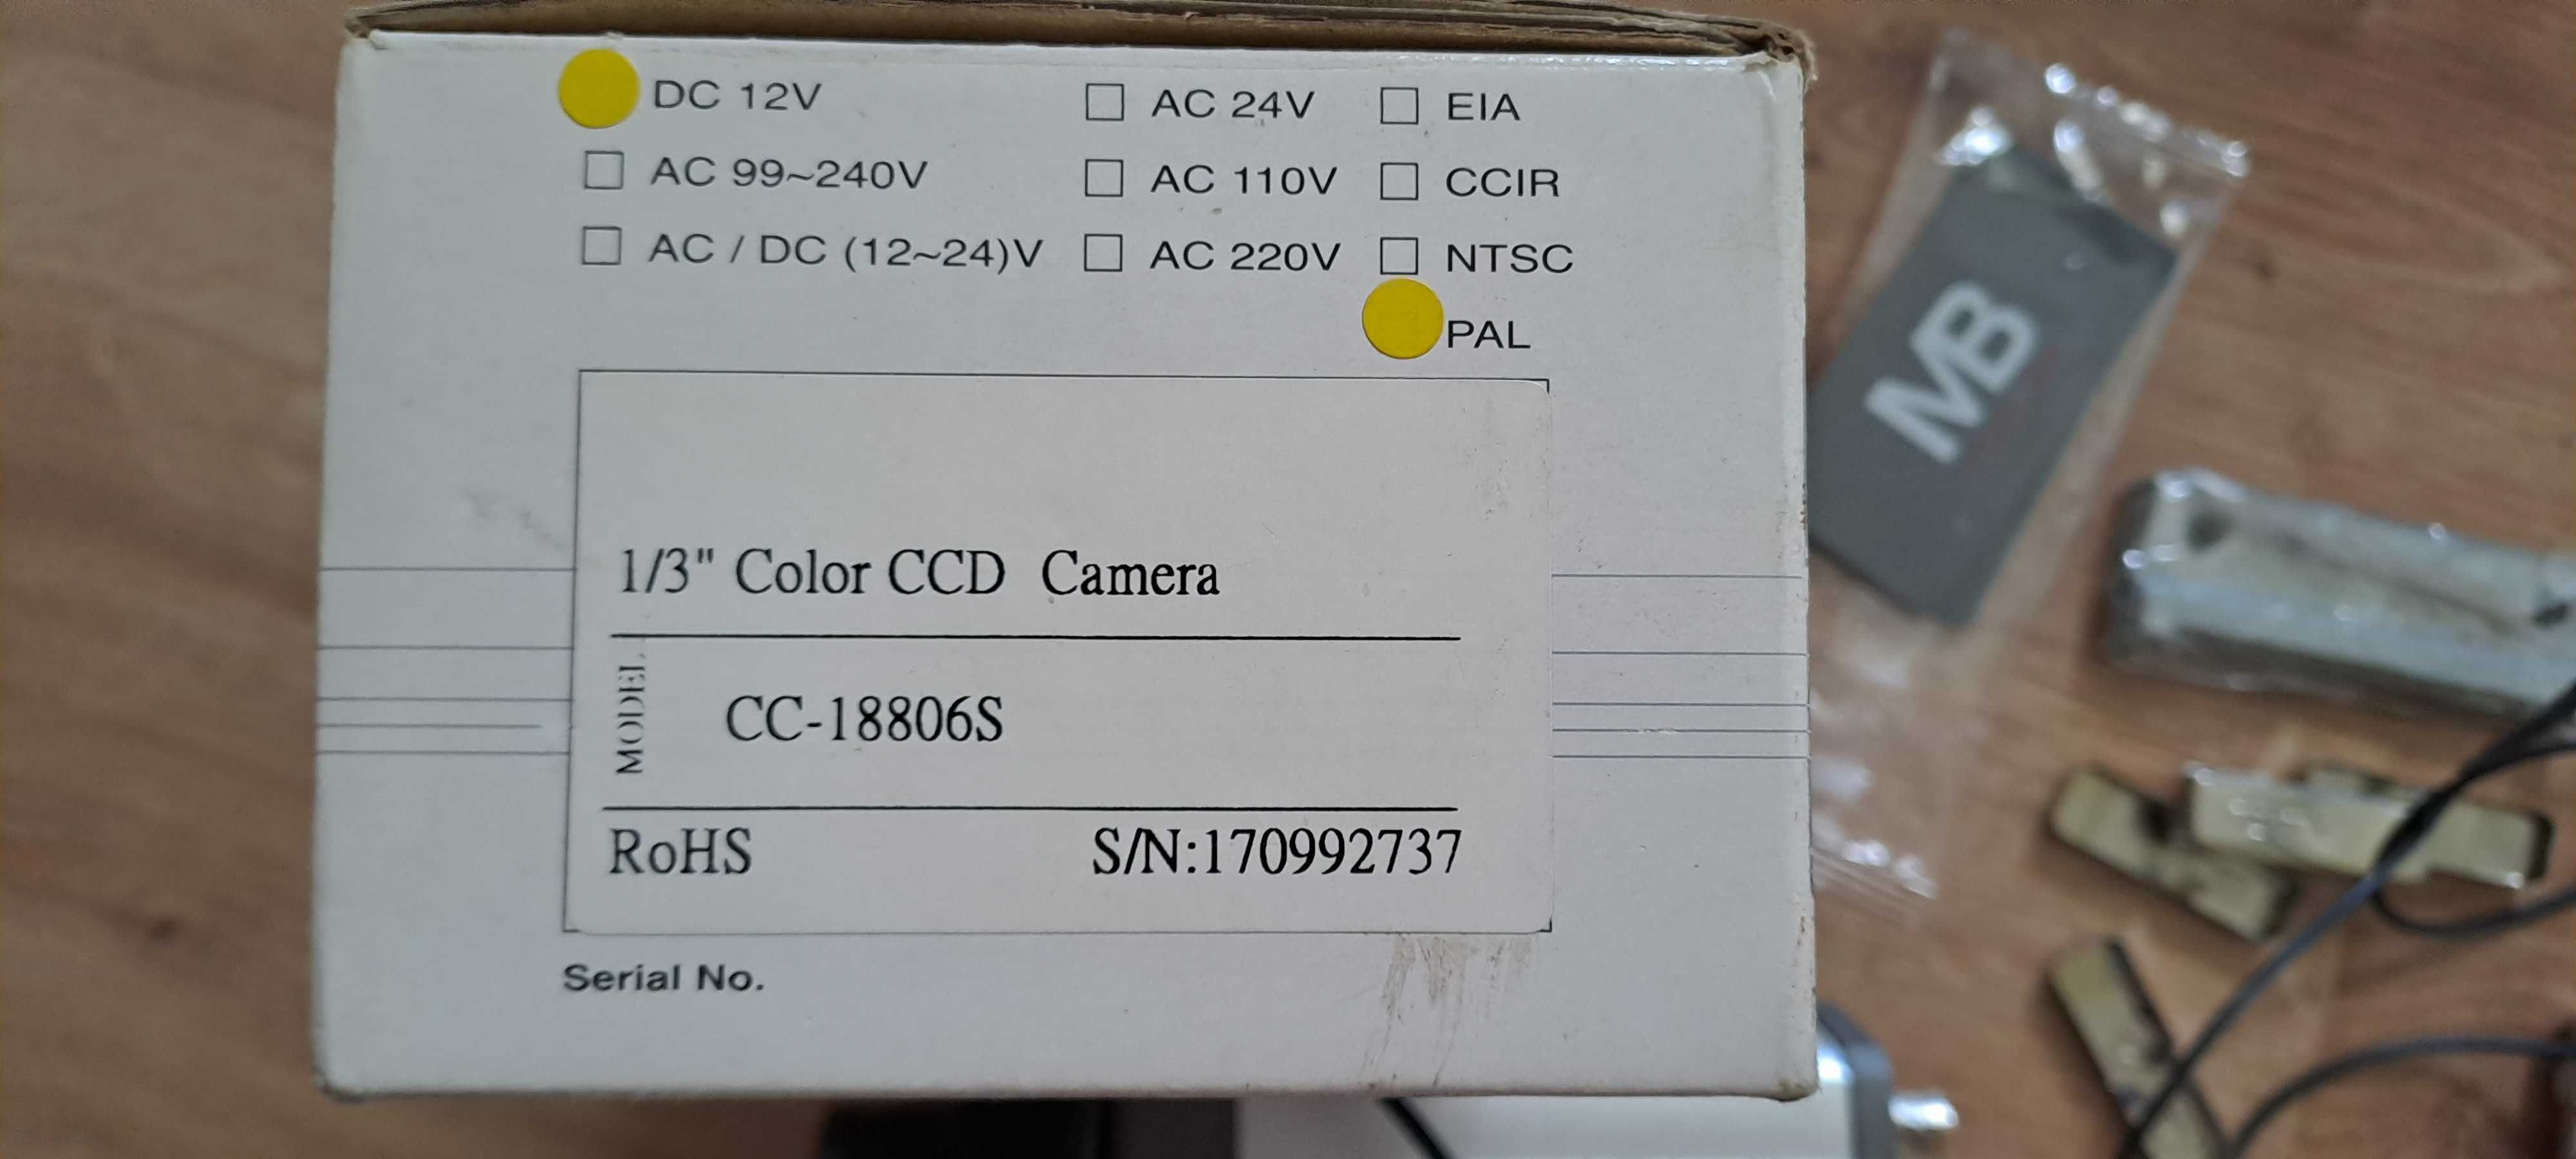 DC 12V AC 24V EIA
AC 99~240V AC 110V CCIR
AC / DC (12~24)V AC 220V NTSC
PAL
1/3" Color CCD Camera
MODEL
CC-18806S
RoHS S/N:170992737
Serial No.
MB